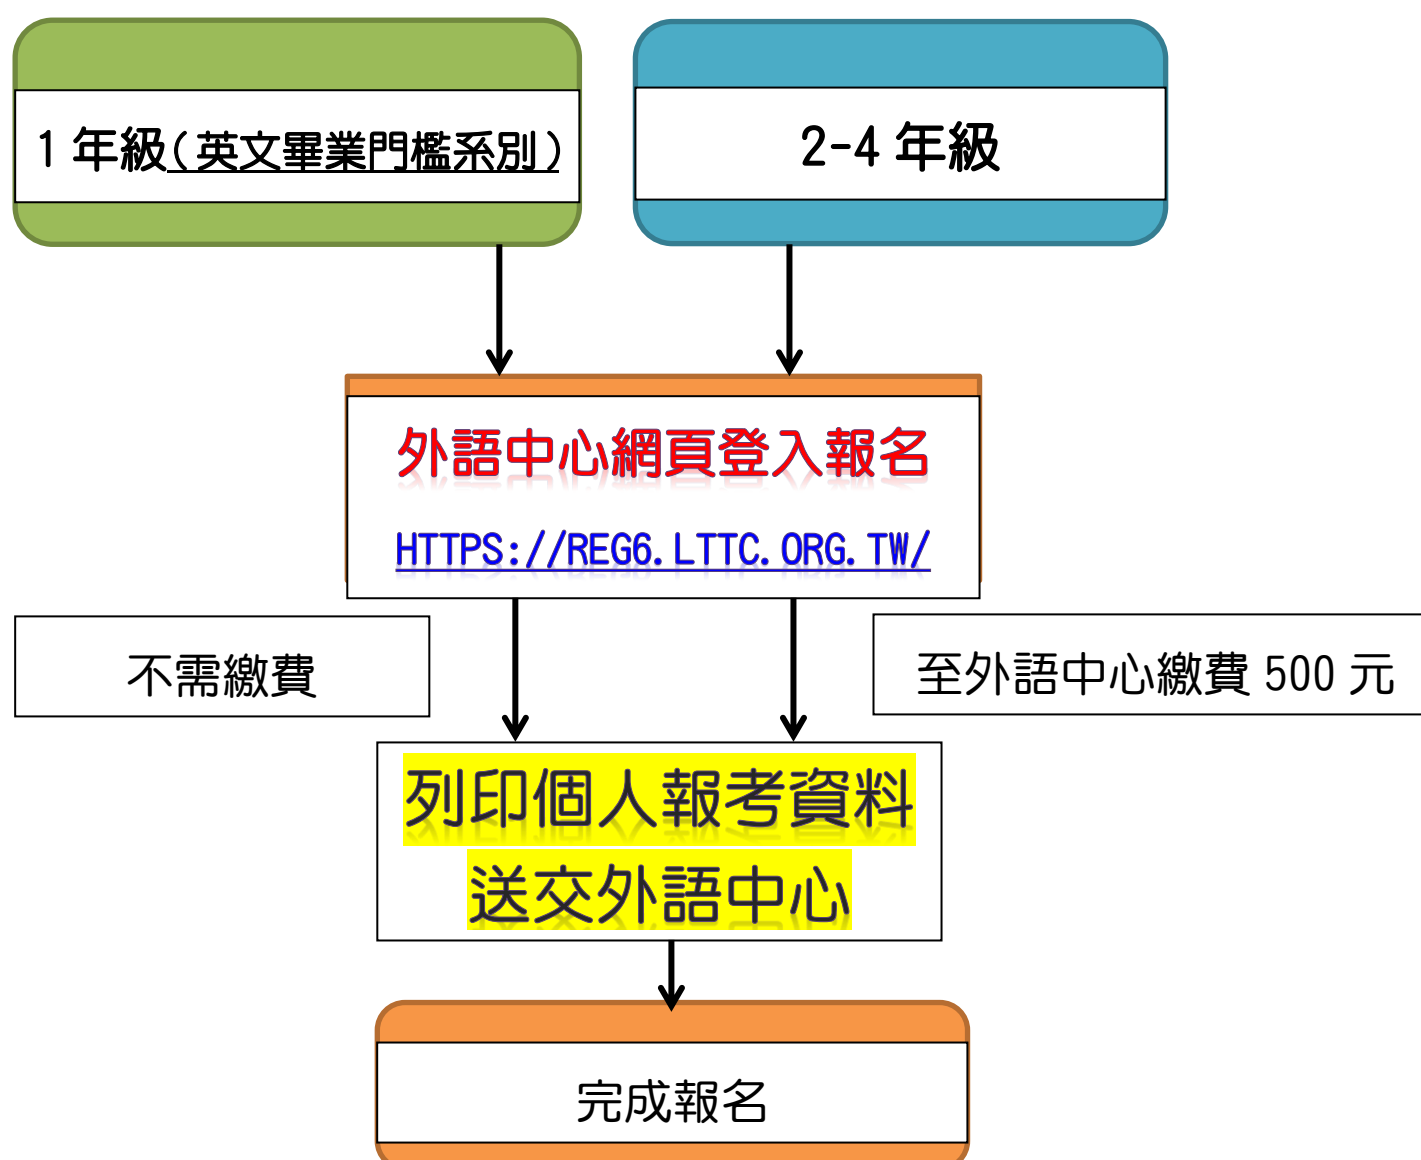 1 年級(英文畢業門檻系別)
2-4 年級
外語中心網頁登入報名
HTTPS://REG6.LTTC.ORG.TW/
不需繳費
至外語中心繳費 500 元
列印個人報考資料
送交外語中心
完成報名